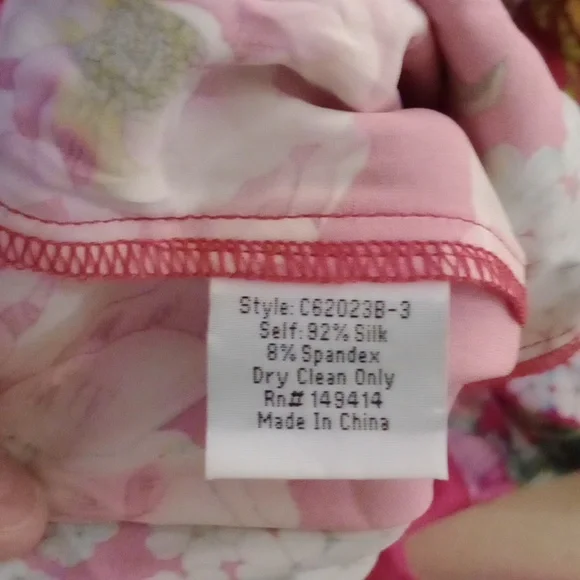 Style: C62023B-3
Self: 92% Silk
8% Spandex
Dry Clean Only
Rn# 149414
Made In China